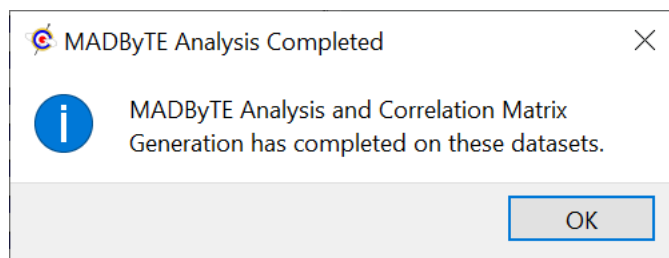 MADByTE Analysis Completed
MADByTE Analysis and Correlation Matrix
Generation has completed on these datasets.
OK